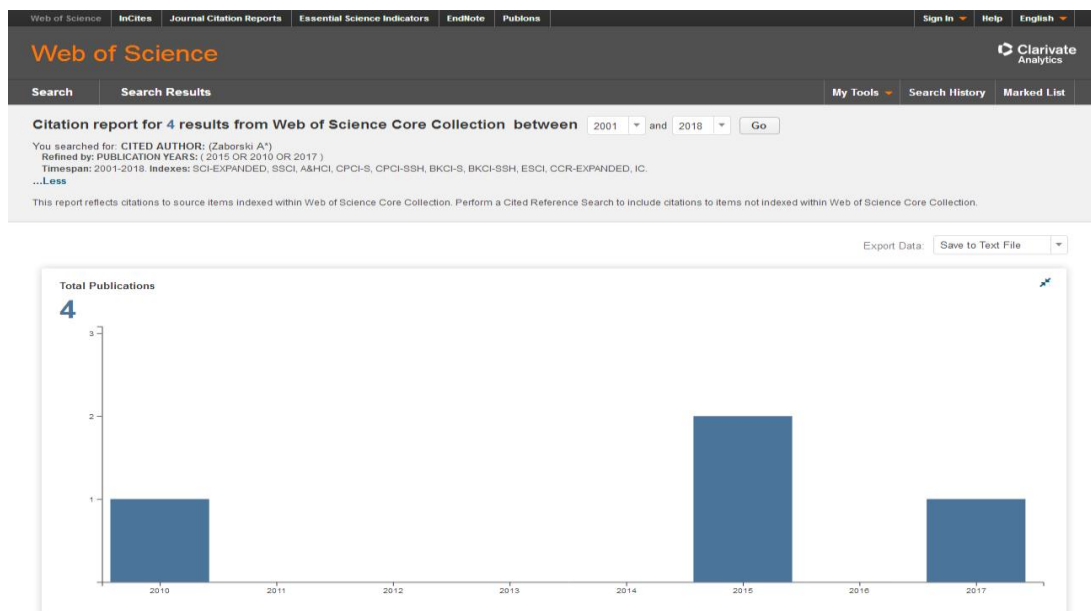 Web of Science InCites Journal Citation Reports Essential Science Indicators EndNote Publons Sign In Help English
Web of Science
Clarivate
Analytics
Search Search Results My Tools Search History Marked List
Citation report for 4 results from Web of Science Core Collection between 2001 and 2018 Go
You searched for: CITED AUTHOR: (Zaborski A*)
Refined by: PUBLICATION YEARS: ( 2015 OR 2010 OR 2017 )
Timespan: 2001-2018. Indexes: SCI-EXPANDED, SSCI, A&HCI, CPCI-S, CPCI-SSH, BKCI-S, BKCI-SSH, ESCI, CCR-EXPANDED, IC.
...Less
This report reflects citations to source items indexed within Web of Science Core Collection. Perform a Cited Reference Search to include citations to items not indexed within Web of Science Core Collection.
Export Data: Save to Text File
Total Publications
4
3
2
1
2010 2011 2012 2013 2014 2015 2016 2017